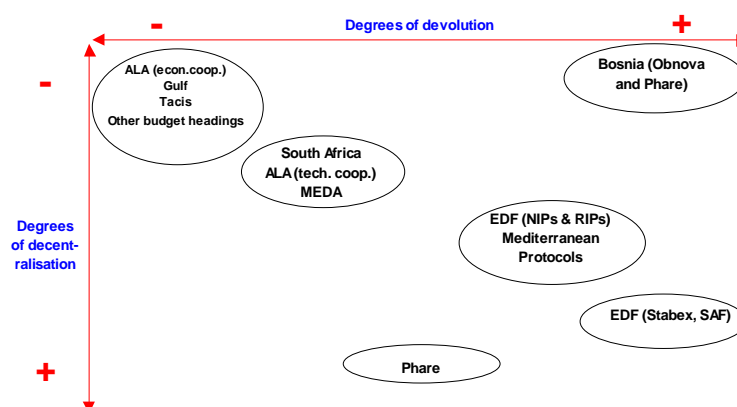 Degrees of devolution
-
+
-
ALA (econ.coop.)
Gulf
Tacis
Other budget headings
Bosnia (Obnova
and Phare)
South Africa
ALA (tech. coop.)
MEDA
Degrees
of decent-
ralisation
EDF (NIPs & RIPs)
Mediterranean
Protocols
EDF (Stabex, SAF)
Phare
+